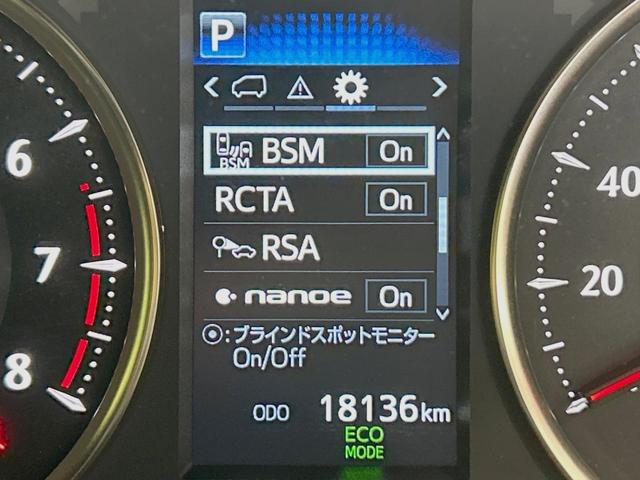 P
BSM
BSM On
RCTA On
RSA
nanoe On
:ブラインドスポットモニター
On/Off
ODO 18136km
ECO
MODE
6
7
8
40
20